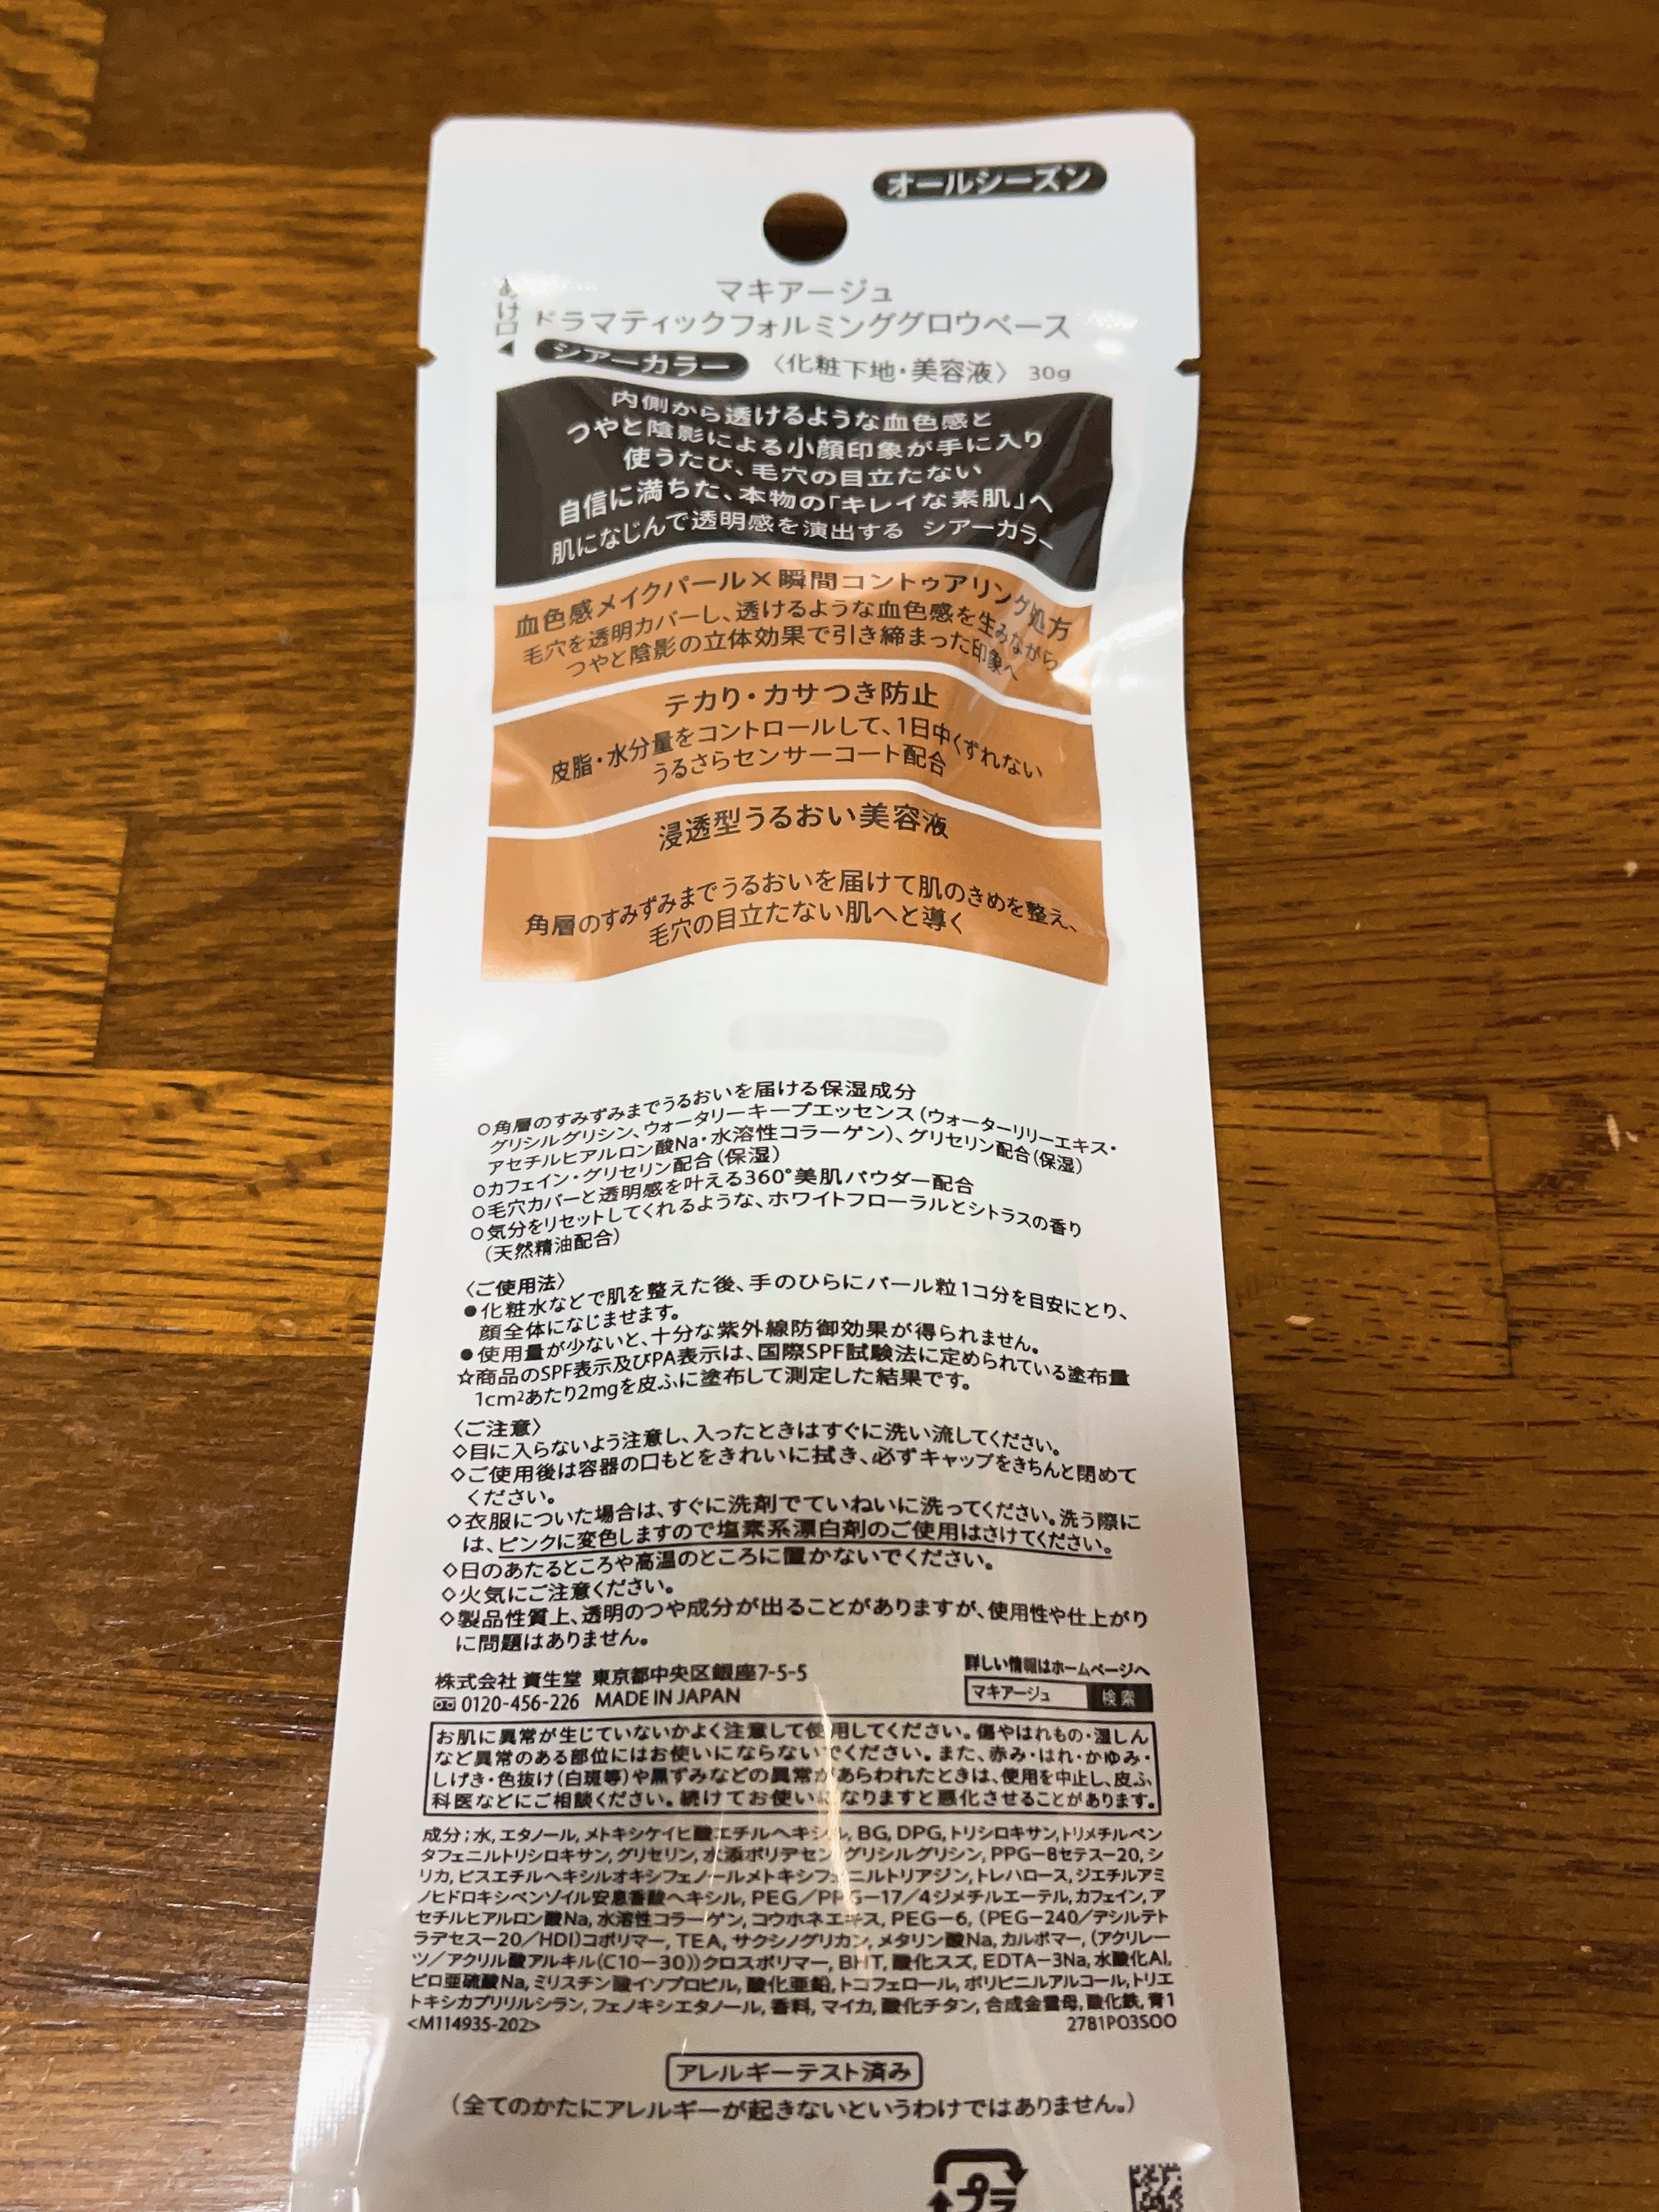 オールシーズン
あけ口
マキアージュ
ドラマティックフォルミンググロウベース
シアーカラー 〈化粧下地・美容液〉 30g
内側から透けるような血色感と
つやと陰影による小顔印象が手に入り
使うたび、毛穴の目立たない
自信に満ちた、本物の「キレイな素肌」へ
肌になじんで透明感を演出する シアーカラー
血色感メイクパール×瞬間コントゥアリング処方
毛穴を透明カバーし、透けるような血色感を生みながら
つやと陰影の立体効果で引き締まった印象へ
テカり・カサつき防止
皮脂・水分量をコントロールして、1日中くずれない
うるさらセンサーコート配合
浸透型うるおい美容液
角層のすみずみまでうるおいを届けて肌のきめを整え、
毛穴の目立たない肌へと導く
○角層のすみずみまでうるおいを届ける保湿成分
グリシルグリシン、ウォータリーキープエッセンス(ウォーターリリーエキス・
アセチルヒアルロン酸Na・水溶性コラーゲン)、グリセリン配合(保湿)
○カフェイン・グリセリン配合(保湿)
○毛穴カバーと透明感を叶える360°美肌パウダー配合
○気分をリセットしてくれるような、ホワイトフローラルとシトラスの香り
(天然精油配合)
〈ご使用法〉
●化粧水などで肌を整えた後、手のひらにパール粒1コ分を目安にとり、
顔全体になじませます。
●使用量が少ないと、十分な紫外線防御効果が得られません。
☆商品のSPF表示及びPA表示は、国際SPF試験法に定められている塗布量
1cm²あたり2mgを皮ふに塗布して測定した結果です。
〈ご注意〉
◇目に入らないよう注意し、入ったときはすぐに洗い流してください。
◇ご使用後は容器の口もとをきれいに拭き、必ずキャップをきちんと閉めて
ください。
◇衣服についた場合は、すぐに洗剤でていねいに洗ってください。洗う際に
は、ピンクに変色しますので塩素系漂白剤のご使用はさけてください。
◇日のあたるところや高温のところに置かないでください。
◇火気にご注意ください。
◇製品性質上、透明のつや成分が出ることがありますが、使用性や仕上がり
に問題はありません。
株式会社 資生堂 東京都中央区銀座7-5-5
0120-456-226 MADE IN JAPAN
詳しい情報はホームページへ
マキアージュ 検索
お肌に異常が生じていないかよく注意して使用してください。傷やはれもの・湿しん
など異常のある部位にはお使いにならないでください。また、赤み・はれ・かゆみ・
しげき・色抜け(白斑等)や黒ずみなどの異常があらわれたときは、使用を中止し、皮ふ
科医などにご相談ください。続けてお使いになりますと悪化させることがあります。
成分；水, エタノール, メトキシケイヒ酸エチルヘキシル, BG, DPG, トリシロキサン, トリメチルペン
タフェニルトリシロキサン, グリセリン, 水添ポリデセン, グリシルグリシン, PPG-8セテス-20, シ
リカ, ビスエチルヘキシルオキシフェノールメトキシフェニルトリアジン, トレハロース, ジエチルアミ
ノヒドロキシベンゾイル安息香酸ヘキシル, PEG/PPG-17/4ジメチルエーテル, カフェイン, ア
セチルヒアルロン酸Na, 水溶性コラーゲン, コウホネエキス, PEG-6, (PEG-240/デシルテト
ラデセス-20/HDI)コポリマー, TEA, サクシノグリカン, メタリン酸Na, カルボマー, (アクリレー
ツ/アクリル酸アルキル(C10-30))クロスポリマー, BHT, 酸化スズ, EDTA-3Na, 水酸化Al,
ピロ亜硫酸Na, ミリスチン酸イソプロピル, 酸化亜鉛, トコフェロール, ポリビニルアルコール, トリエ
トキシカプリリルシラン, フェノキシエタノール, 香料, マイカ, 酸化チタン, 合成金雲母, 酸化鉄, 青1
<M114935-202> 2781P03SOO
アレルギーテスト済み
(全てのかたにアレルギーが起きないというわけではありません。)
プラ